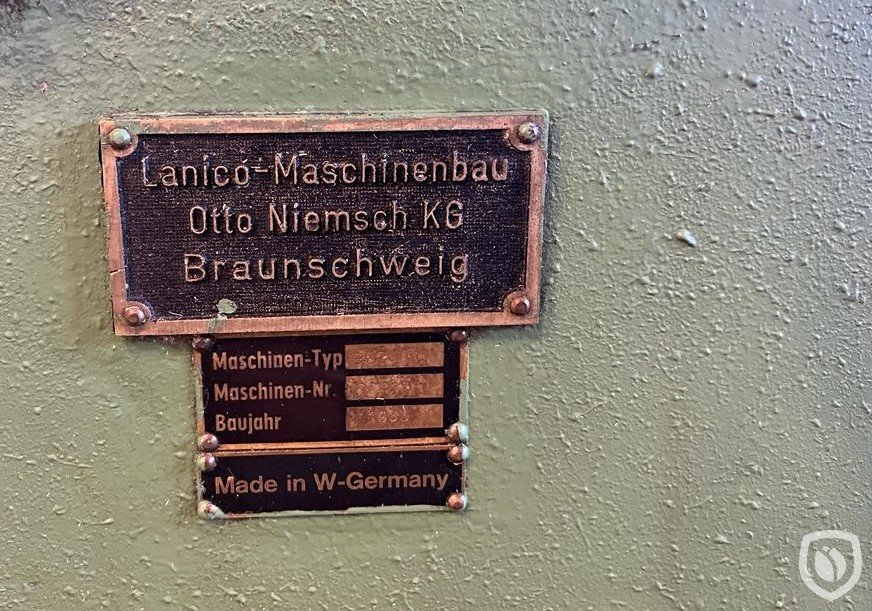 Lanico-Maschinenbau
Otto Niemsch KG
Braunschweig
Maschinen-Typ
Maschinen-Nr.
Baujahr
Made in W-Germany